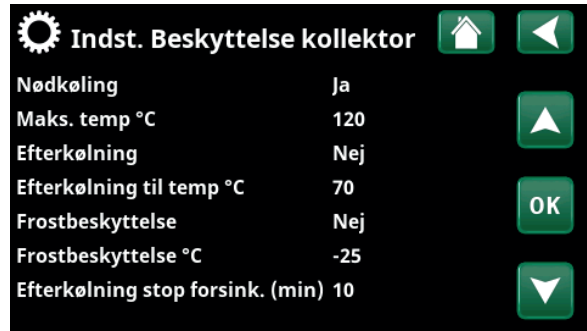 Indst. Beskyttelse kollektor
Nødkøling Ja
Maks. temp °C 120
Efterkølning Nej
Efterkølning til temp °C 70
Frostbeskyttelse Nej
Frostbeskyttelse °C -25
Efterkølning stop forsink. (min) 10
OK